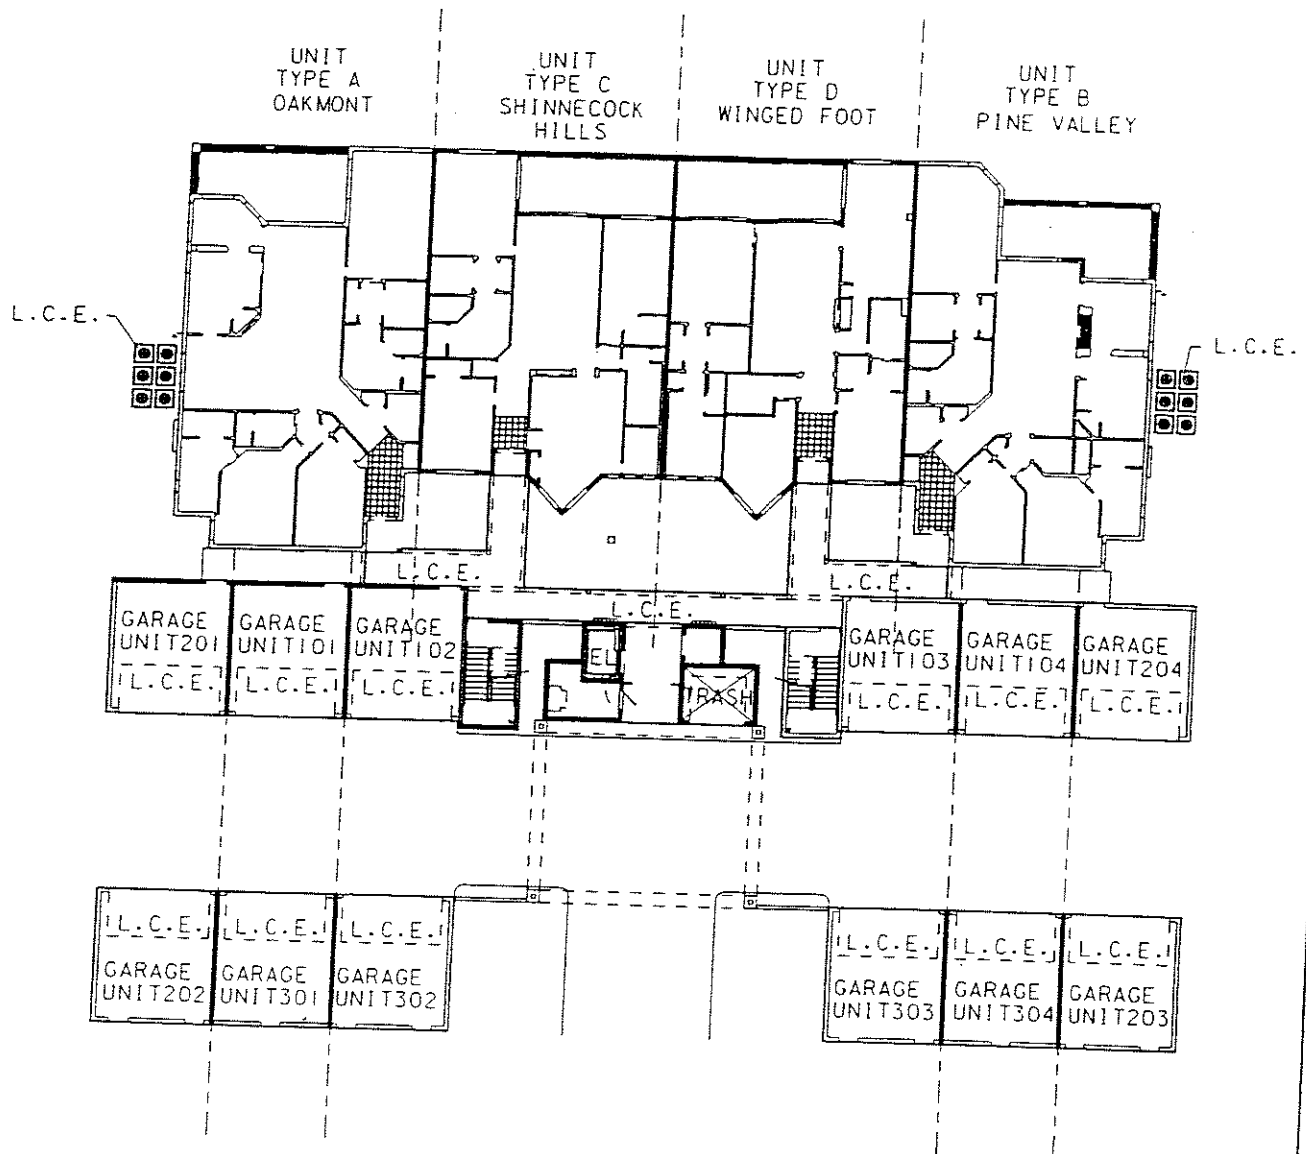 UNIT
TYPE A
OAKMONT
UNIT
TYPE C
SHINNECOCK
HILLS
UNIT
TYPE D
WINGED FOOT
UNIT
TYPE B
PINE VALLEY
L.C.E.
L.C.E.
L.C.E.
L.C.E.
L.C.E.
GARAGE
UNIT201
L.C.E.
GARAGE
UNIT101
L.C.E.
GARAGE
UNIT102
L.C.E.
EL
TRASH
GARAGE
UNIT103
L.C.E.
GARAGE
UNIT104
L.C.E.
GARAGE
UNIT204
L.C.E.
L.C.E.
GARAGE
UNIT202
L.C.E.
GARAGE
UNIT301
L.C.E.
GARAGE
UNIT302
L.C.E.
GARAGE
UNIT303
L.C.E.
GARAGE
UNIT304
L.C.E.
GARAGE
UNIT203